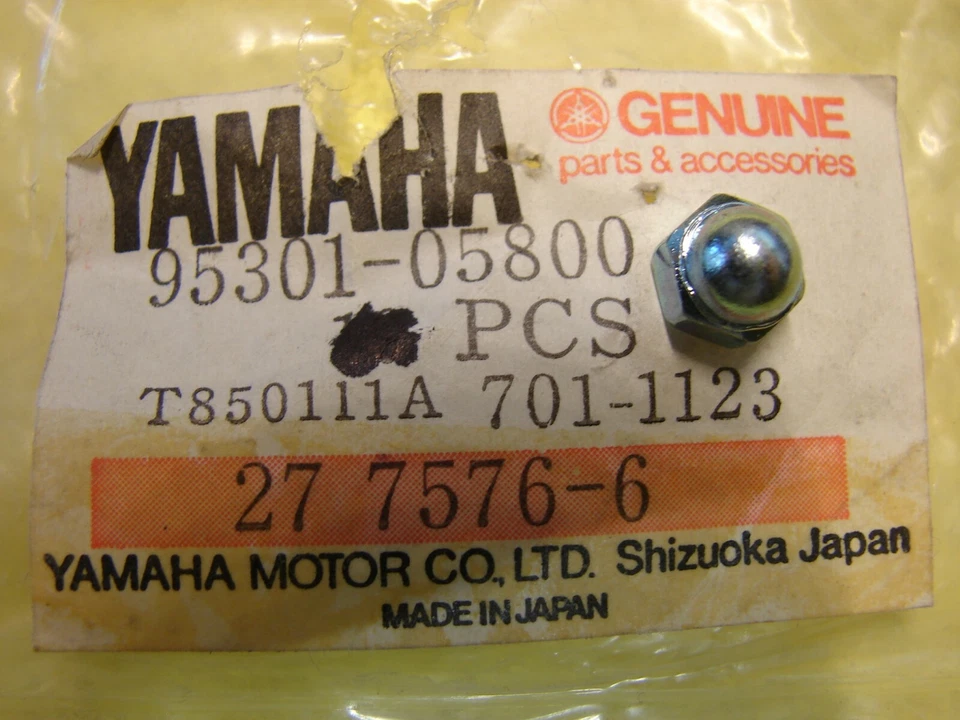 YAMAHA
GENUINE
parts & accessories
95301-05800
PCS
T850111A 701-1123
27 7576-6
YAMAHA MOTOR CO., LTD. Shizuoka Japan
MADE IN JAPAN